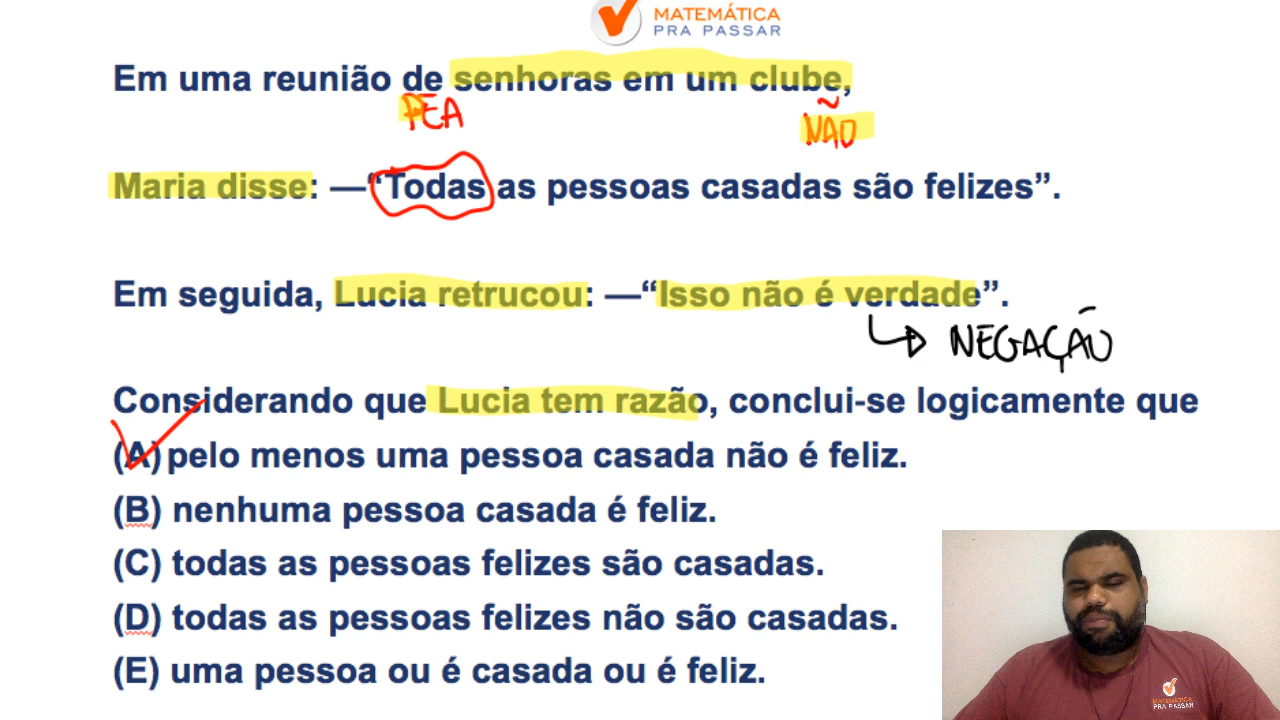 MATEMÁTICA
PRA PASSAR
Em uma reunião de senhoras em um clube,
PEA
NÃO
Maria disse: —“Todas as pessoas casadas são felizes”.
Em seguida, Lucia retrucou: —“Isso não é verdade”.
NEGAÇÃO
Considerando que Lucia tem razão, conclui-se logicamente que
(A) pelo menos uma pessoa casada não é feliz.
(B) nenhuma pessoa casada é feliz.
(C) todas as pessoas felizes são casadas.
(D) todas as pessoas felizes não são casadas.
(E) uma pessoa ou é casada ou é feliz.
MATEMÁTICA
PRA PASSAR